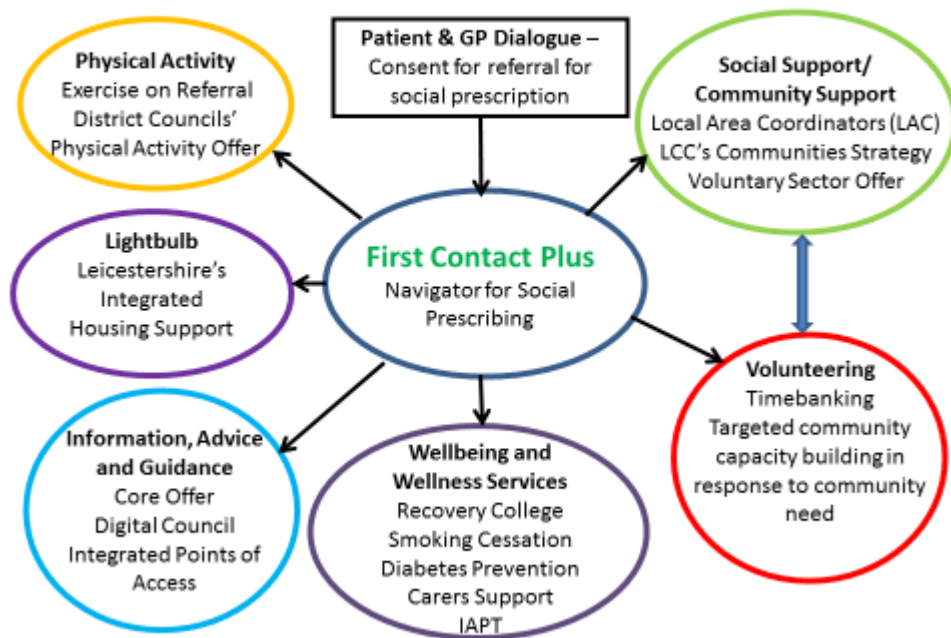 Patient & GP Dialogue –
Consent for referral for
social prescription
Physical Activity
Exercise on Referral
District Councils'
Physical Activity Offer
Social Support/
Community Support
Local Area Coordinators (LAC)
LCC's Communities Strategy
Voluntary Sector Offer
Lightbulb
Leicestershire's
Integrated
Housing Support
First Contact Plus
Navigator for Social
Prescribing
Volunteering
Timebanking
Targeted community
capacity building in
response to community
need
Information, Advice
and Guidance
Core Offer
Digital Council
Integrated Points of
Access
Wellbeing and
Wellness Services
Recovery College
Smoking Cessation
Diabetes Prevention
Carers Support
IAPT